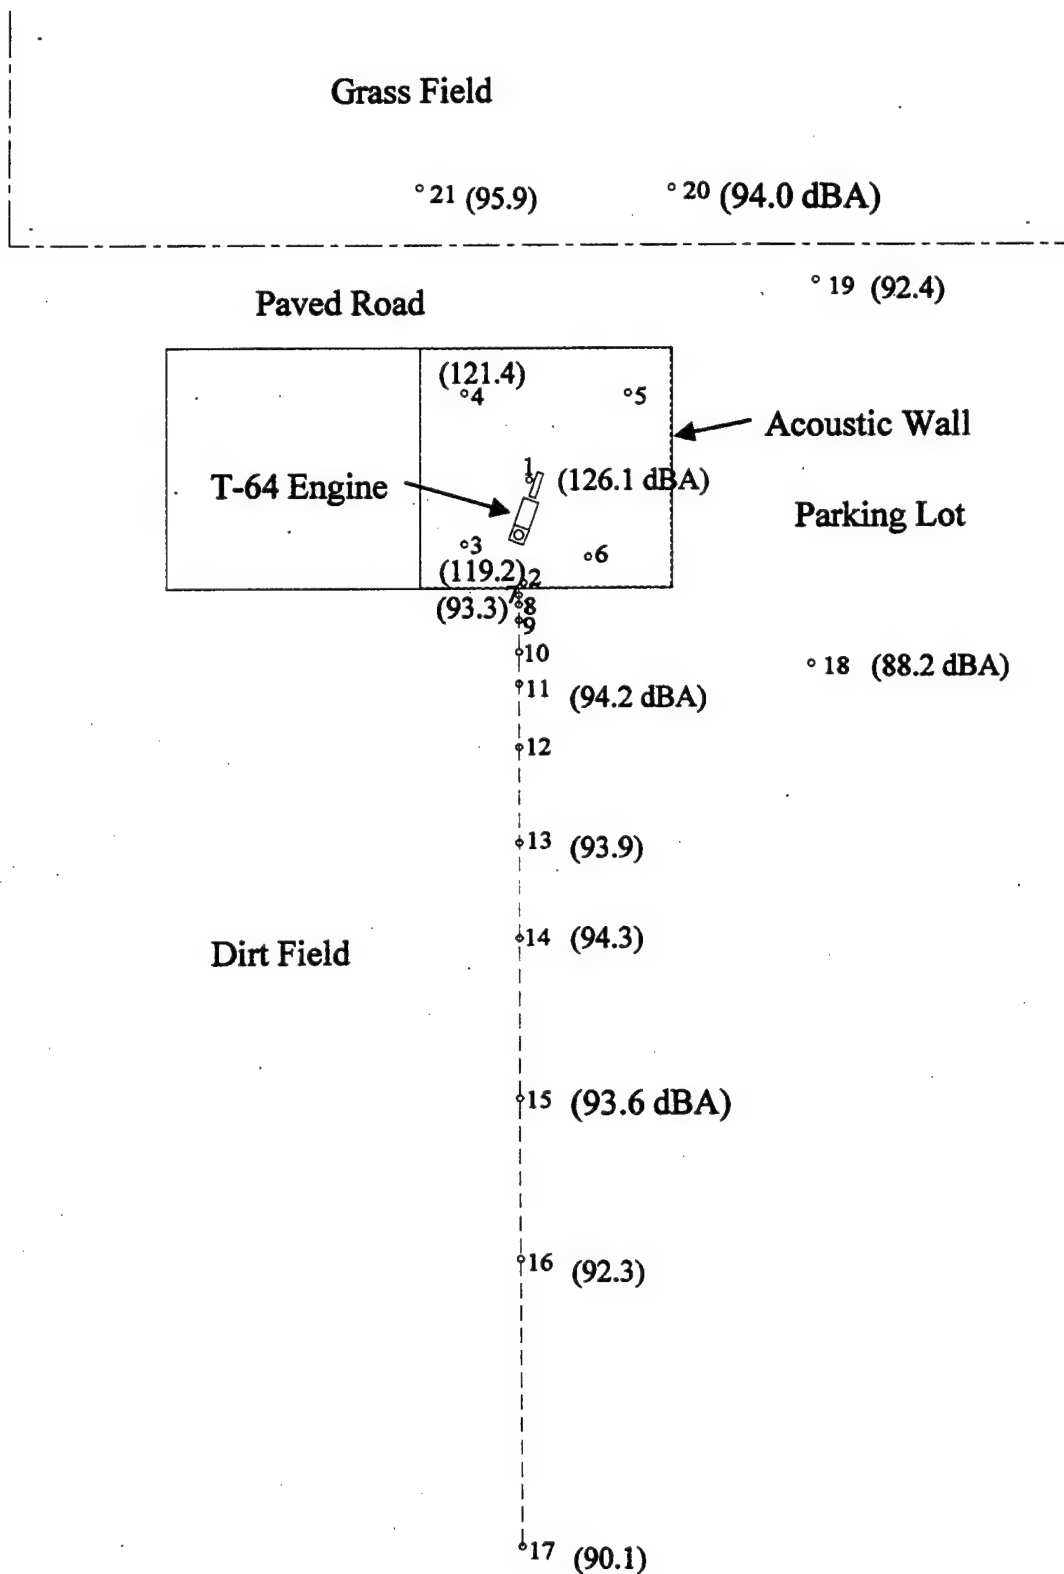 Grass Field
21 (95.9)
20 (94.0 dBA)
19 (92.4)
Paved Road
(121.4)
4
5
Acoustic Wall
1
(126.1 dBA)
T-64 Engine
Parking Lot
3
6
(119.2)
2
7
(93.3)
8
9
10
18 (88.2 dBA)
11 (94.2 dBA)
12
13 (93.9)
14 (94.3)
Dirt Field
15 (93.6 dBA)
16 (92.3)
17 (90.1)